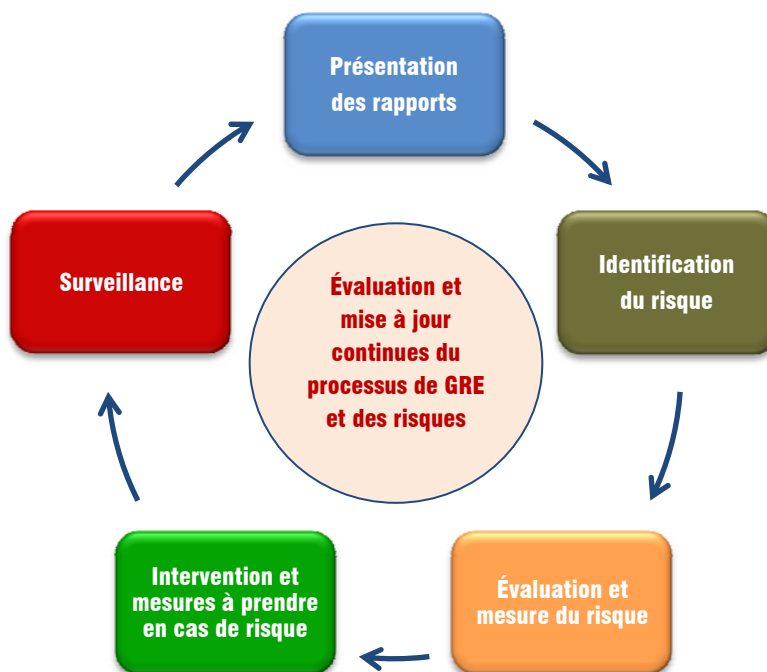 Présentation
des rapports
Identification
du risque
Évaluation et
mesure du risque
Intervention et
mesures à prendre
en cas de risque
Surveillance
Évaluation et
mise à jour
continues du
processus de GRE
et des risques